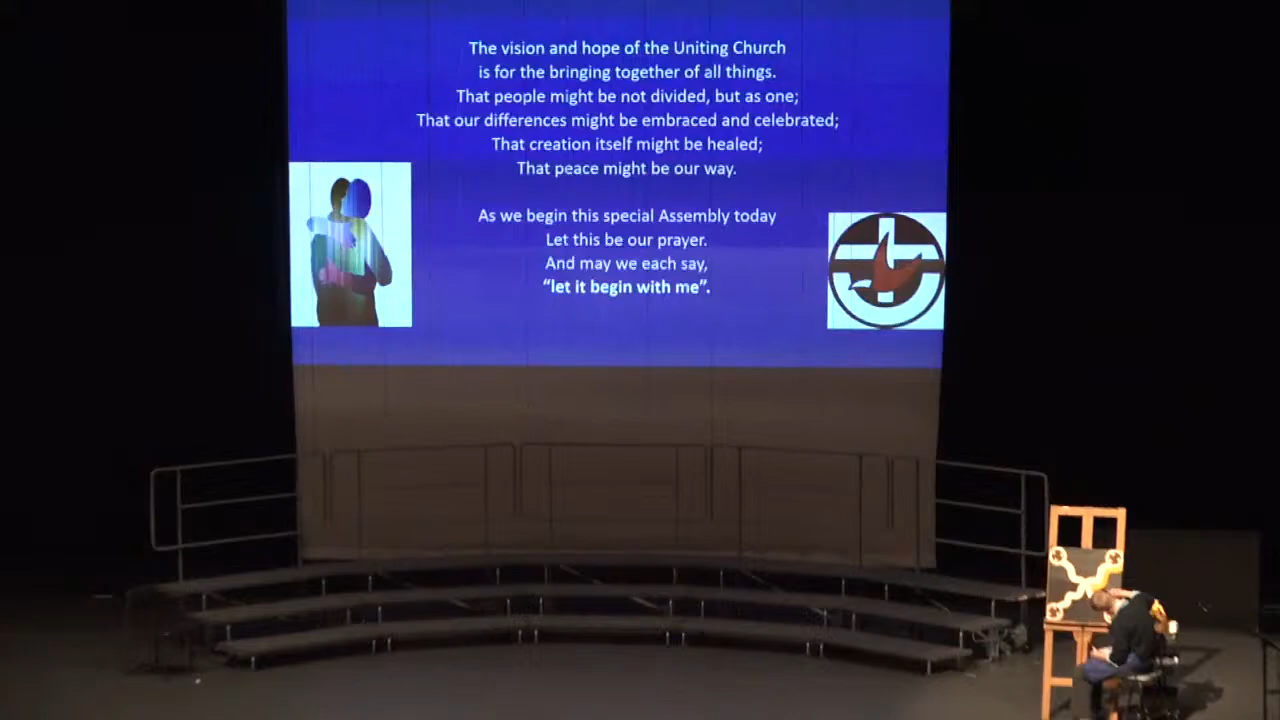 The vision and hope of the Uniting Church
is for the bringing together of all things.
That people might be not divided, but as one;
That our differences might be embraced and celebrated;
That creation itself might be healed;
That peace might be our way.
As we begin this special Assembly today
Let this be our prayer.
And may we each say,
“let it begin with me”.